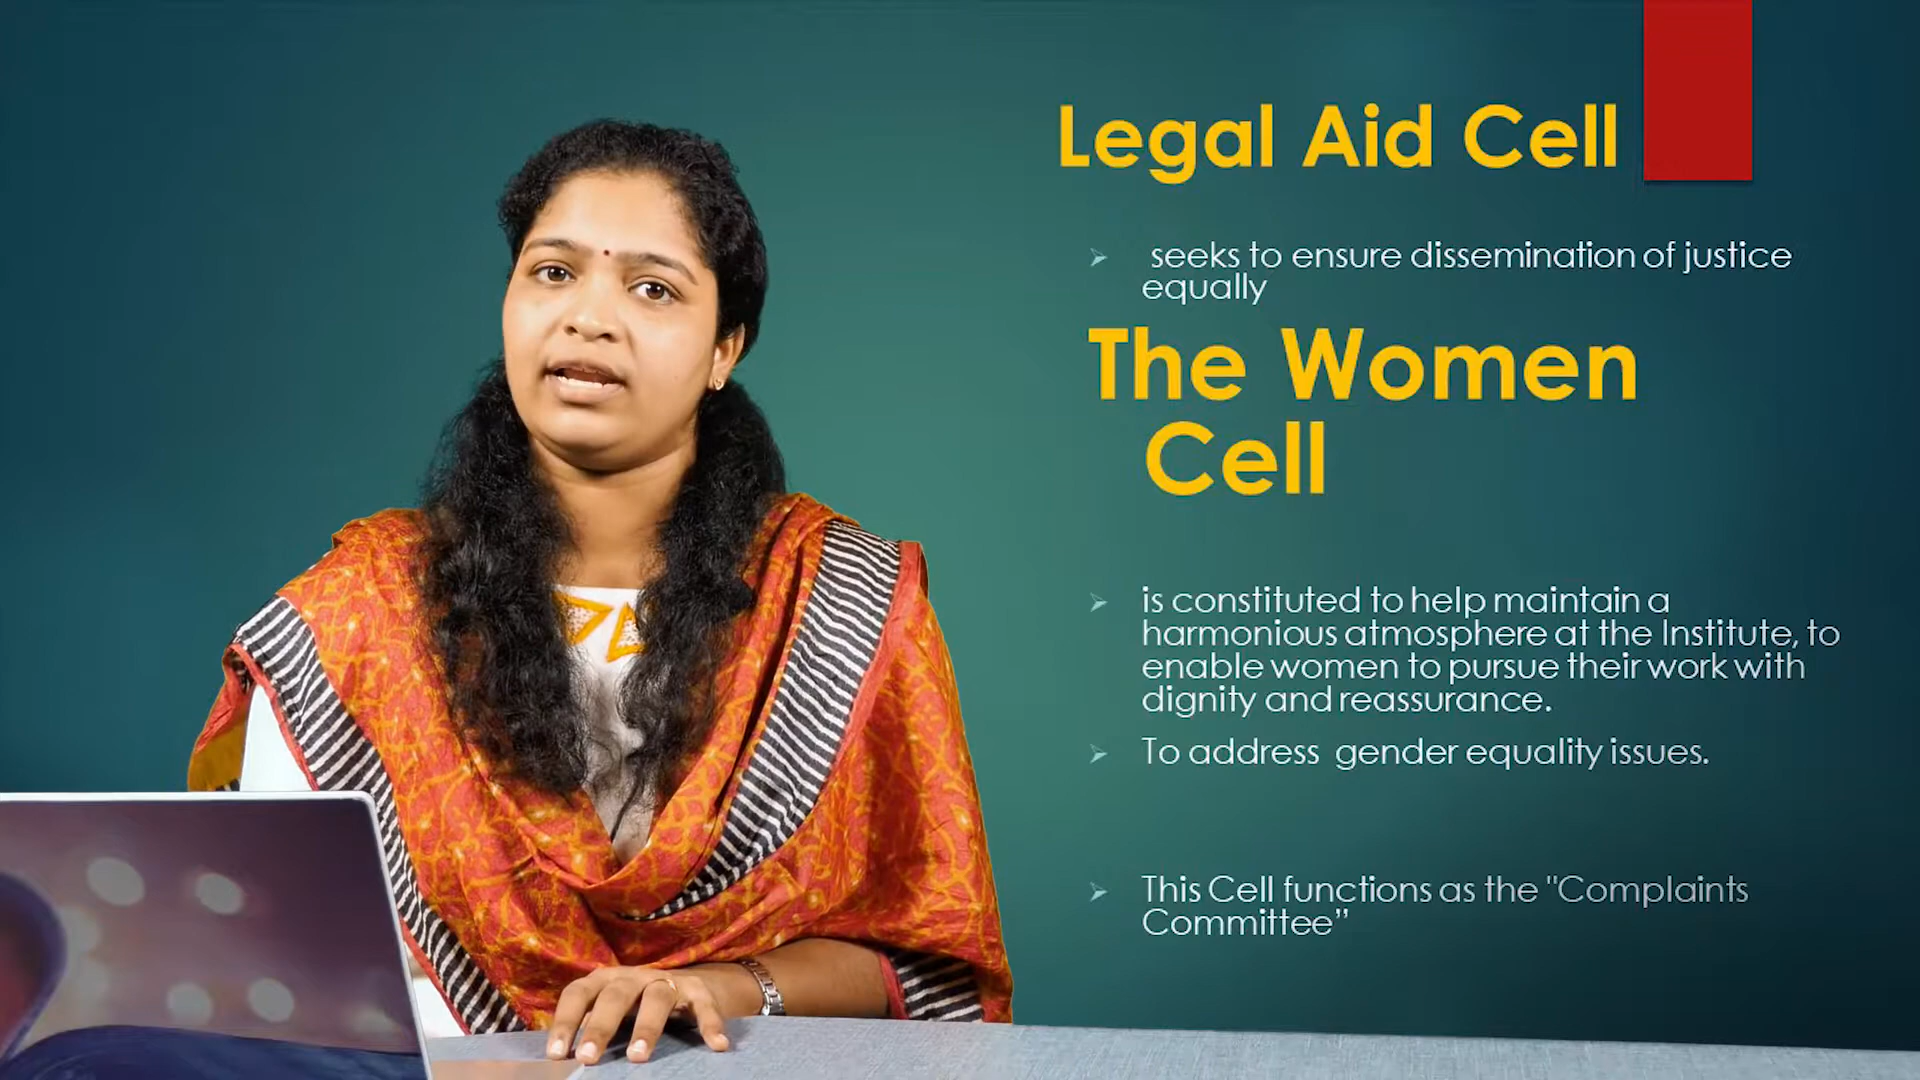 Legal Aid Cell
seeks to ensure dissemination of justice
equally
The Women
Cell
is constituted to help maintain a
harmonious atmosphere at the Institute, to
enable women to pursue their work with
dignity and reassurance.
To address gender equality issues.
This Cell functions as the "Complaints
Committee”